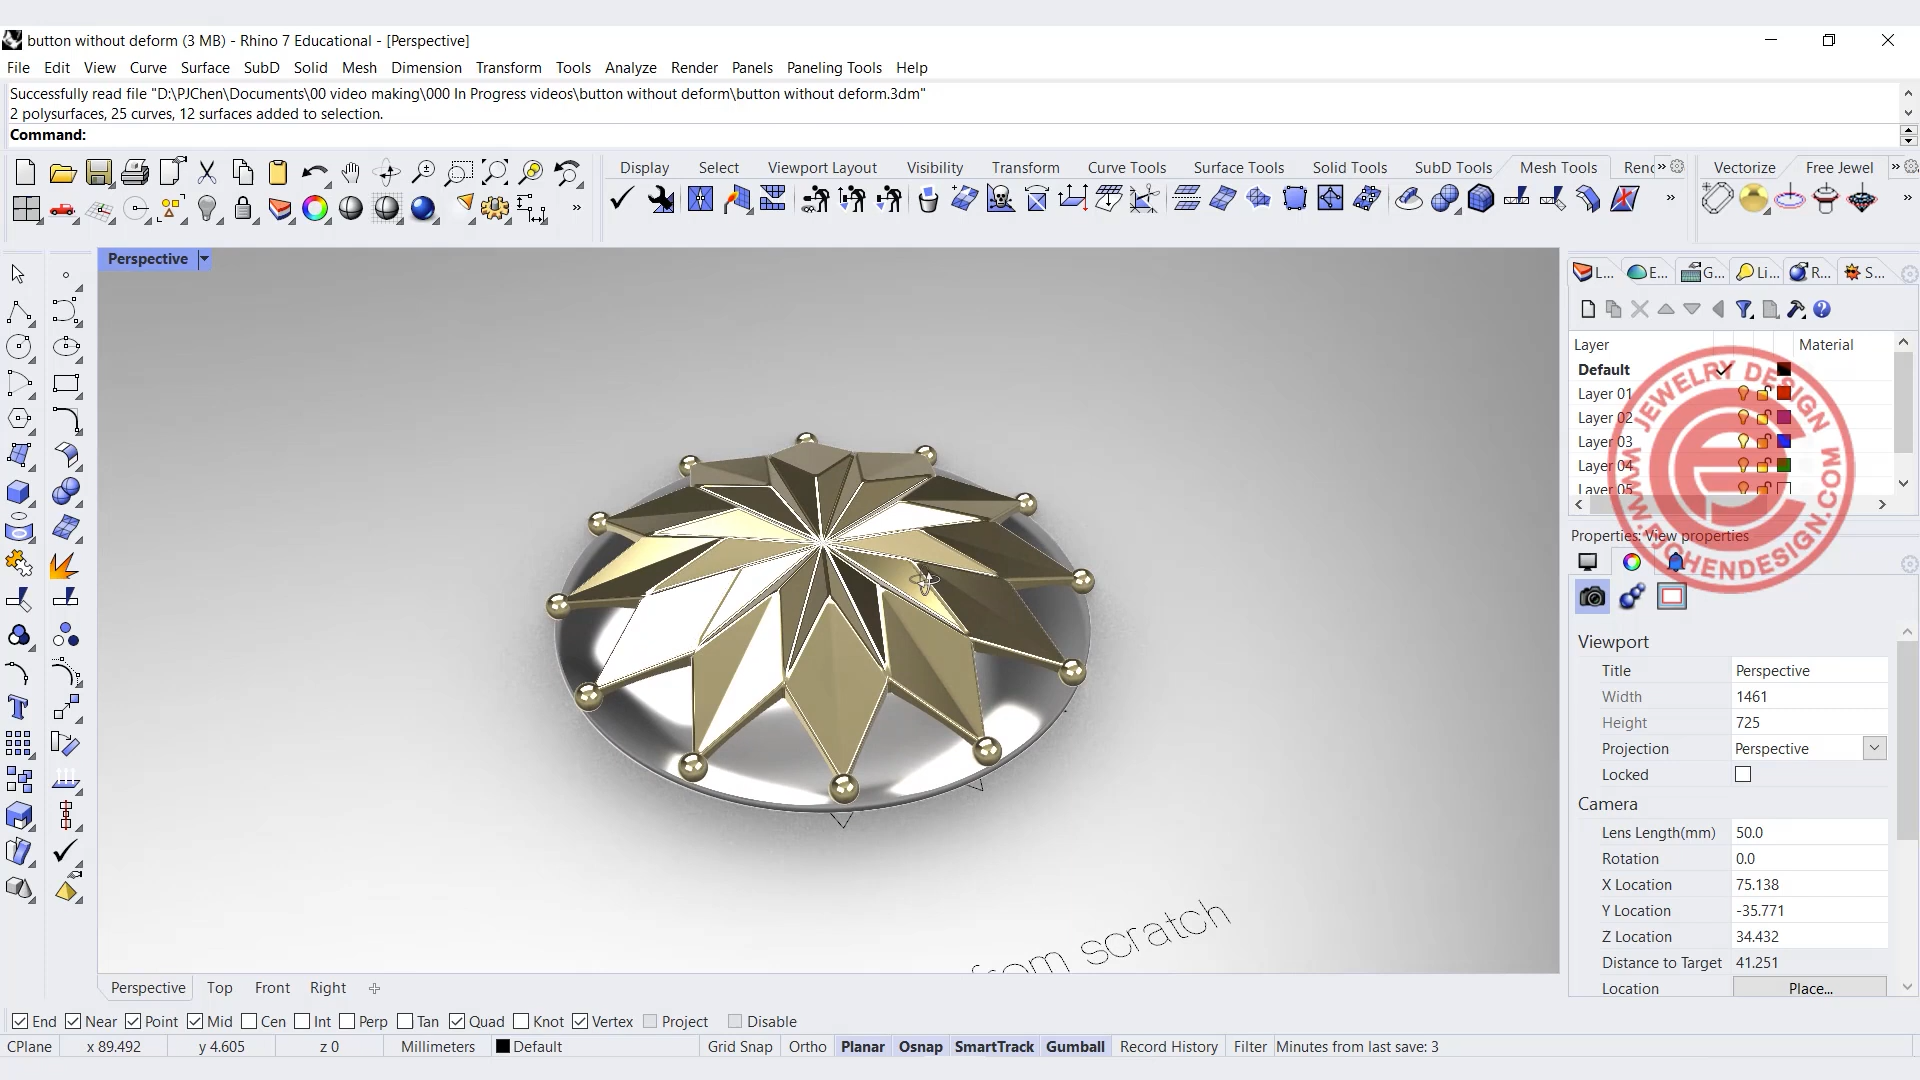 button without deform (3 MB) - Rhino 7 Educational - [Perspective]
File Edit View Curve Surface SubD Solid Mesh Dimension Transform Tools Analyze Render Panels Paneling Tools Help
Successfully read file "D:\PJChen\Documents\00 video making\000 In Progress videos\button without deform\button without deform.3dm"
2 polysurfaces, 25 curves, 12 surfaces added to selection.
Command:
Display Select Viewport Layout Visibility Transform Curve Tools Surface Tools Solid Tools SubD Tools Mesh Tools Renc » Vectorize Free Jewel »
Perspective
L... E... G... Li... R... S...
Layer Material
Default
Layer 01
Layer 02
Layer 03
Layer 04
Layer 05
JEWELRY DESIGN
WWW.PJCHENDESIGN.COM
Properties: View properties
Viewport
Title Perspective
Width 1461
Height 725
Projection Perspective
Locked
Camera
Lens Length(mm) 50.0
Rotation 0.0
X Location 75.138
Y Location -35.771
Z Location 34.432
Distance to Target 41.251
Location Place...
from scratch
Perspective Top Front Right
End Near Point Mid Cen Int Perp Tan Quad Knot Vertex Project Disable
CPlane x 89.492 y 4.605 z 0 Millimeters Default Grid Snap Ortho Planar Osnap SmartTrack Gumball Record History Filter Minutes from last save: 3